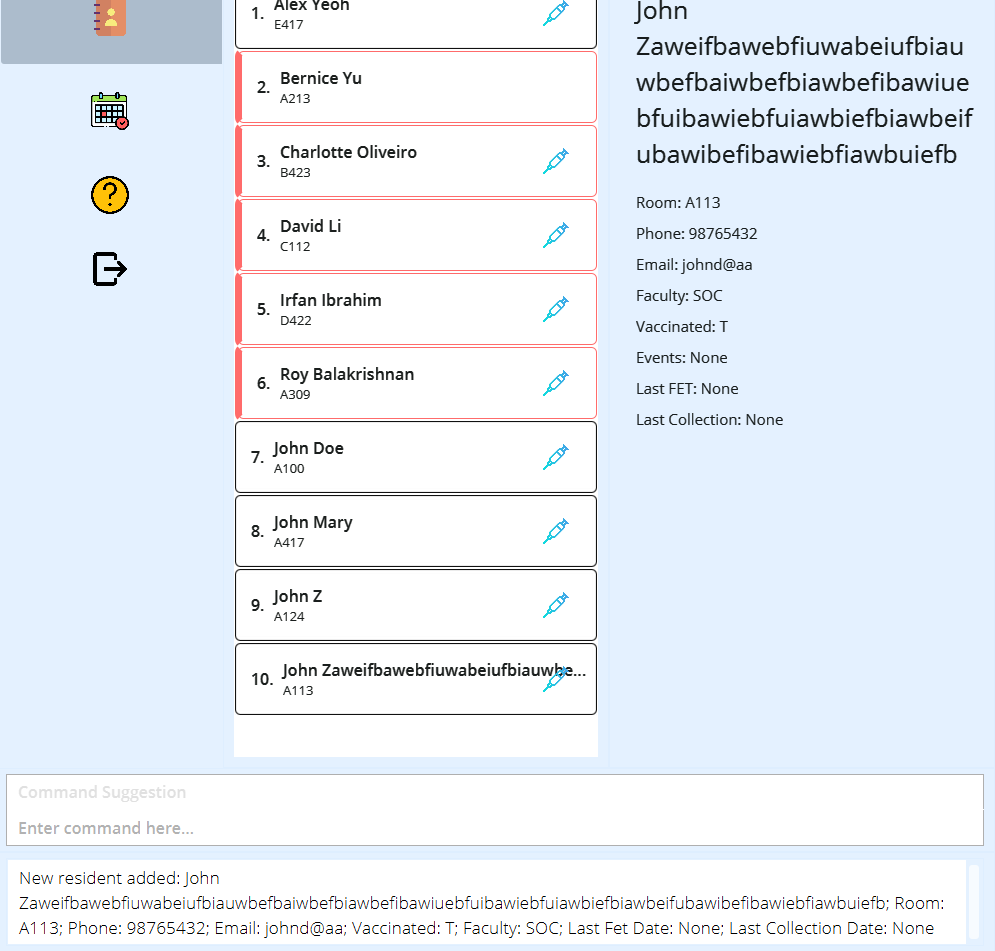 1.
Alex Yeoh
E417
2.
Bernice Yu
A213
3.
Charlotte Oliveiro
B423
4.
David Li
C112
5.
Irfan Ibrahim
D422
6.
Roy Balakrishnan
A309
7.
John Doe
A100
8.
John Mary
A417
9.
John Z
A124
10.
John Zaweifbawebfiuwabeiufbiauwbe...
A113
John
Zaweifbawebfiuwabeiufbiau
wbefbaiwbefbiawbefibawiue
bfuibawiebfuiawbiefbiawbeif
ubawibefibawiebfiawbuiefb
Room: A113
Phone: 98765432
Email: johnd@aa
Faculty: SOC
Vaccinated: T
Events: None
Last FET: None
Last Collection: None
Command Suggestion
Enter command here...
New resident added: John
Zaweifbawebfiuwabeiufbiauwbefbaiwbefbiawbefibawiuebfuibawiebfuiawbiefbiawbeifubawibefibawiebfiawbuiefb; Room:
A113; Phone: 98765432; Email: johnd@aa; Vaccinated: T; Faculty: SOC; Last Fet Date: None; Last Collection Date: None